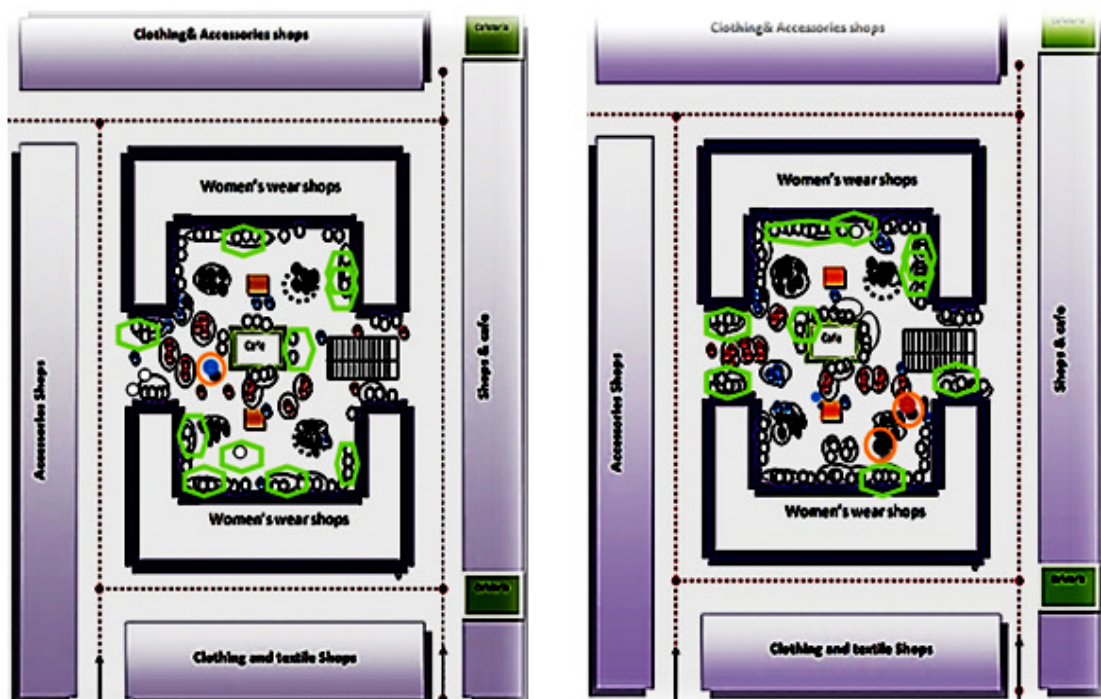 Clothing& Accessories shops
Women's wear shops
Cafe
Accessories Shops
Shops & cafe
Women's wear shops
Clothing and textile Shops
Clothing& Accessories shops
Women's wear shops
Cafe
Accessories Shops
Shops & cafe
Women's wear shops
Clothing and textile Shops